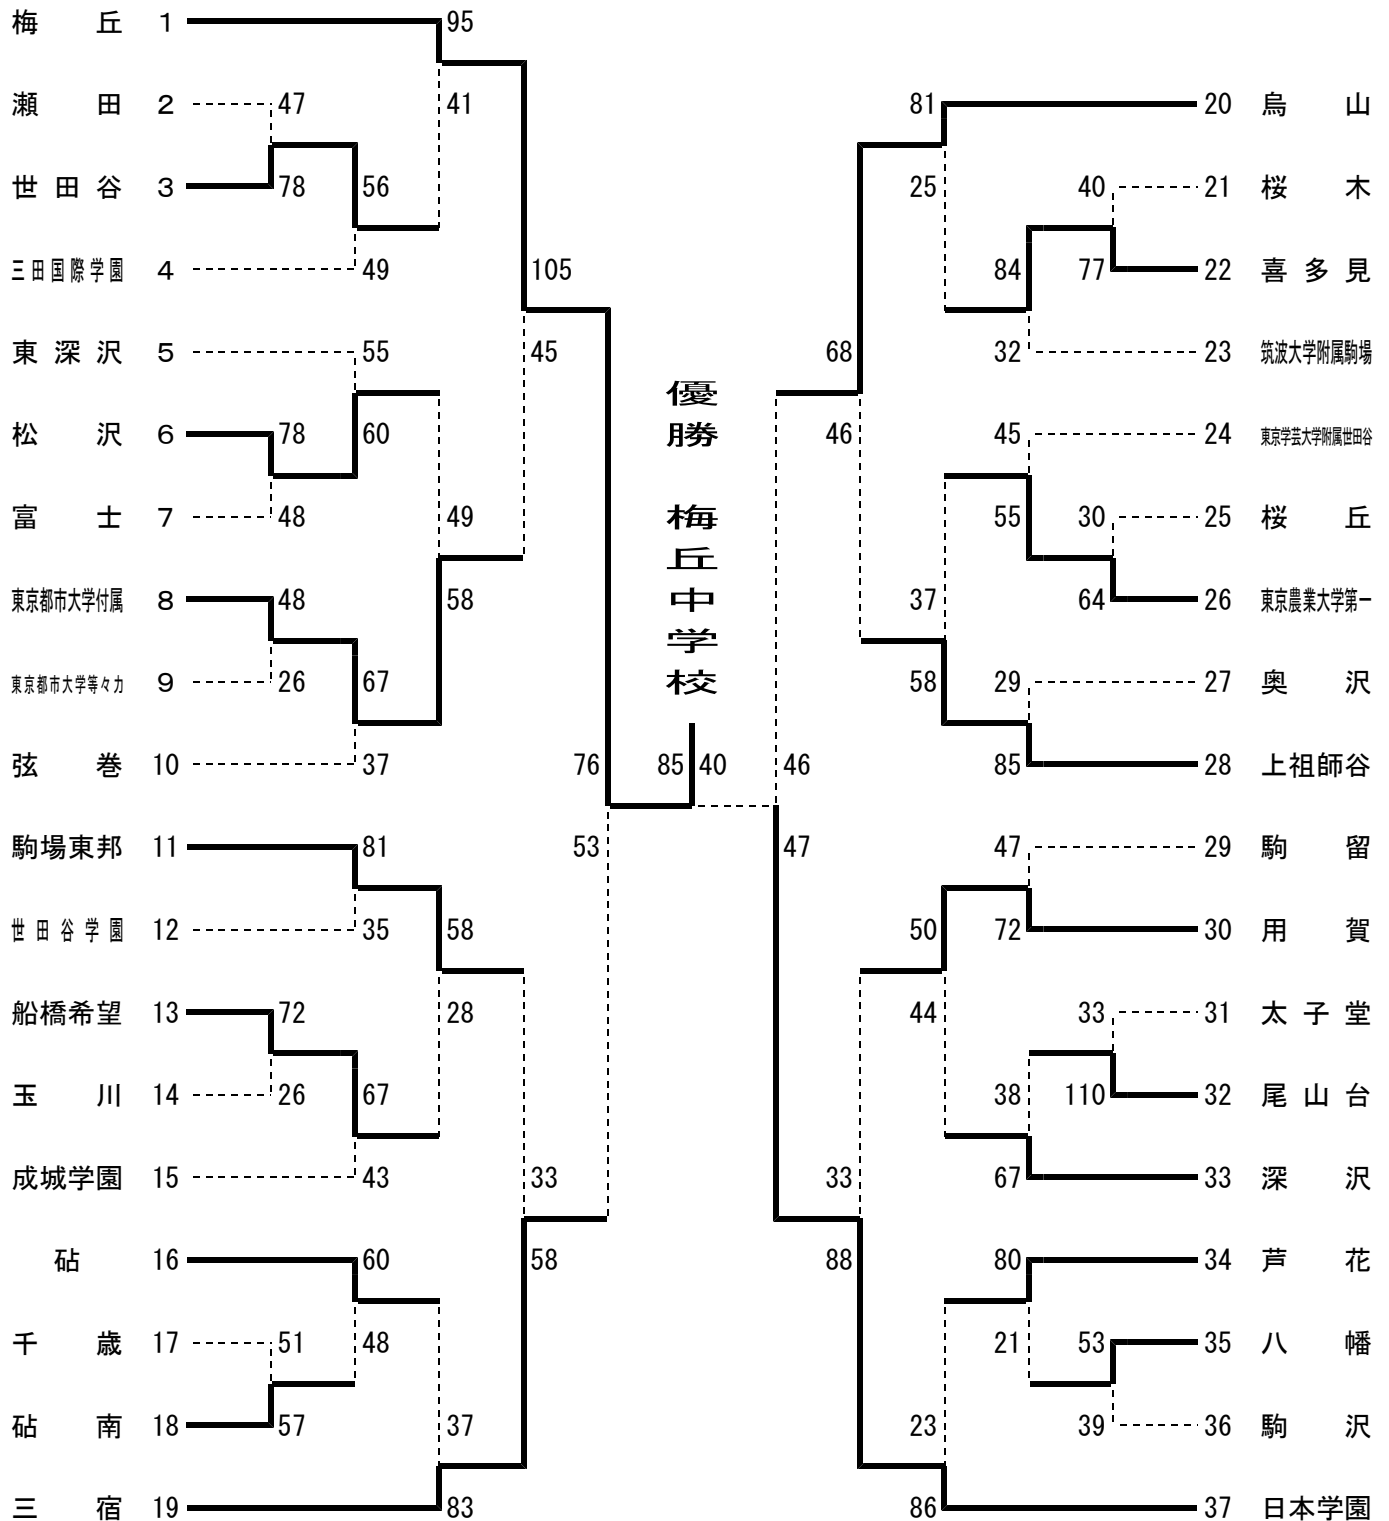 梅丘 1 95
瀬田 2 47 41 81 20 烏山
世田谷 3 78 56 25 40 21 桜木
三田国際学園 4 49 105 84 77 22 喜多見
東深沢 5 55 45 68 32 23 筑波大学附属駒場
松沢 6 78 60 46 45 24 東京学芸大学附属世田谷
富士 7 48 49 55 30 25 桜丘
東京都市大学付属 8 48 58 37 64 26 東京農業大学第一
東京都市大学等々力 9 26 67 58 29 27 奥沢
弦巻 10 37 76 85 40 46 85 28 上祖師谷
駒場東邦 11 81 53 47 47 29 駒留
世田谷学園 12 35 58 50 72 30 用賀
船橋希望 13 72 28 44 33 31 太子堂
玉川 14 26 67 38 110 32 尾山台
成城学園 15 43 33 33 67 33 深沢
砧 16 60 58 88 80 34 芦花
千歳 17 51 48 21 53 35 八幡
砧南 18 57 37 23 39 36 駒沢
三宿 19 83 86 37 日本学園
優勝 梅丘中学校